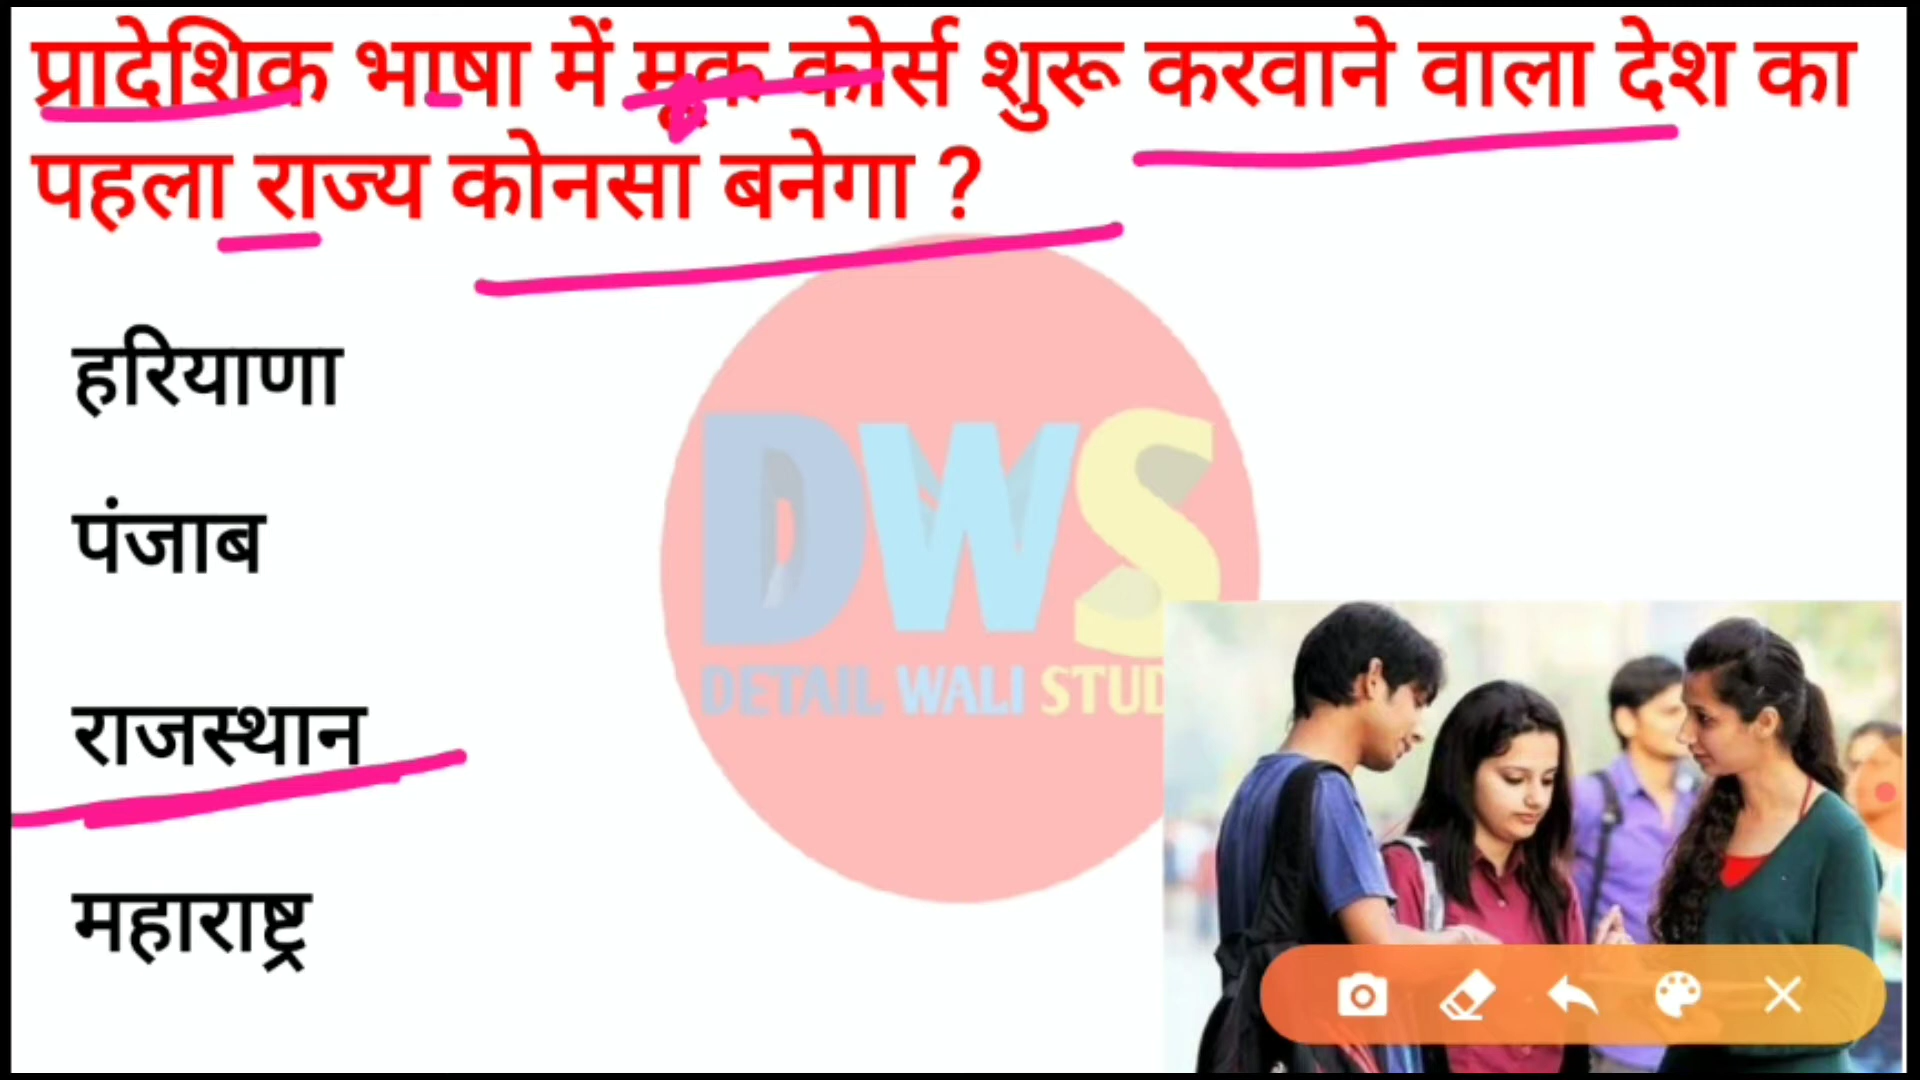 प्रादेशिक भाषा में मूक कोर्स शुरू करवाने वाला देश का
पहला राज्य कोनसा बनेगा ?
हरियाणा
पंजाब
DWS
DETAIL WALI STUD
राजस्थान
महाराष्ट्र